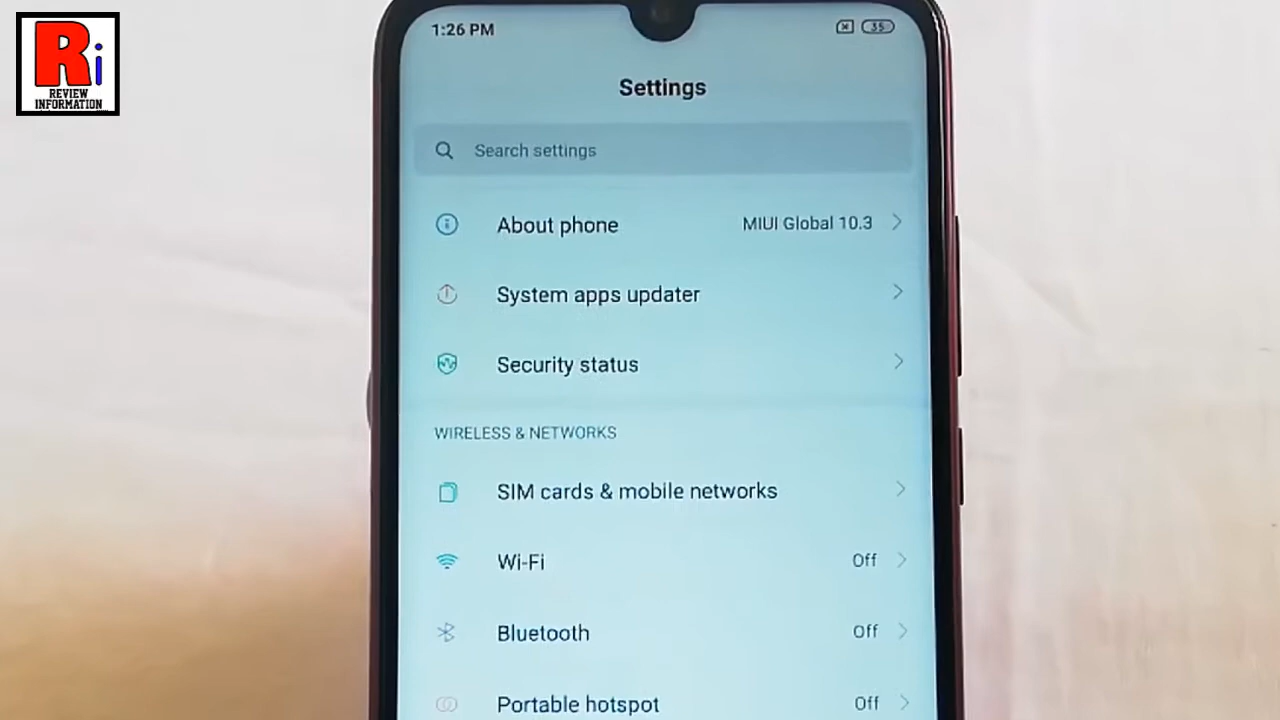 Ri
REVIEW
INFORMATION
1:26 PM
35
Settings
Search settings
About phone MIUI Global 10.3
System apps updater
Security status
WIRELESS & NETWORKS
SIM cards & mobile networks
Wi-Fi Off
Bluetooth Off
Portable hotspot Off